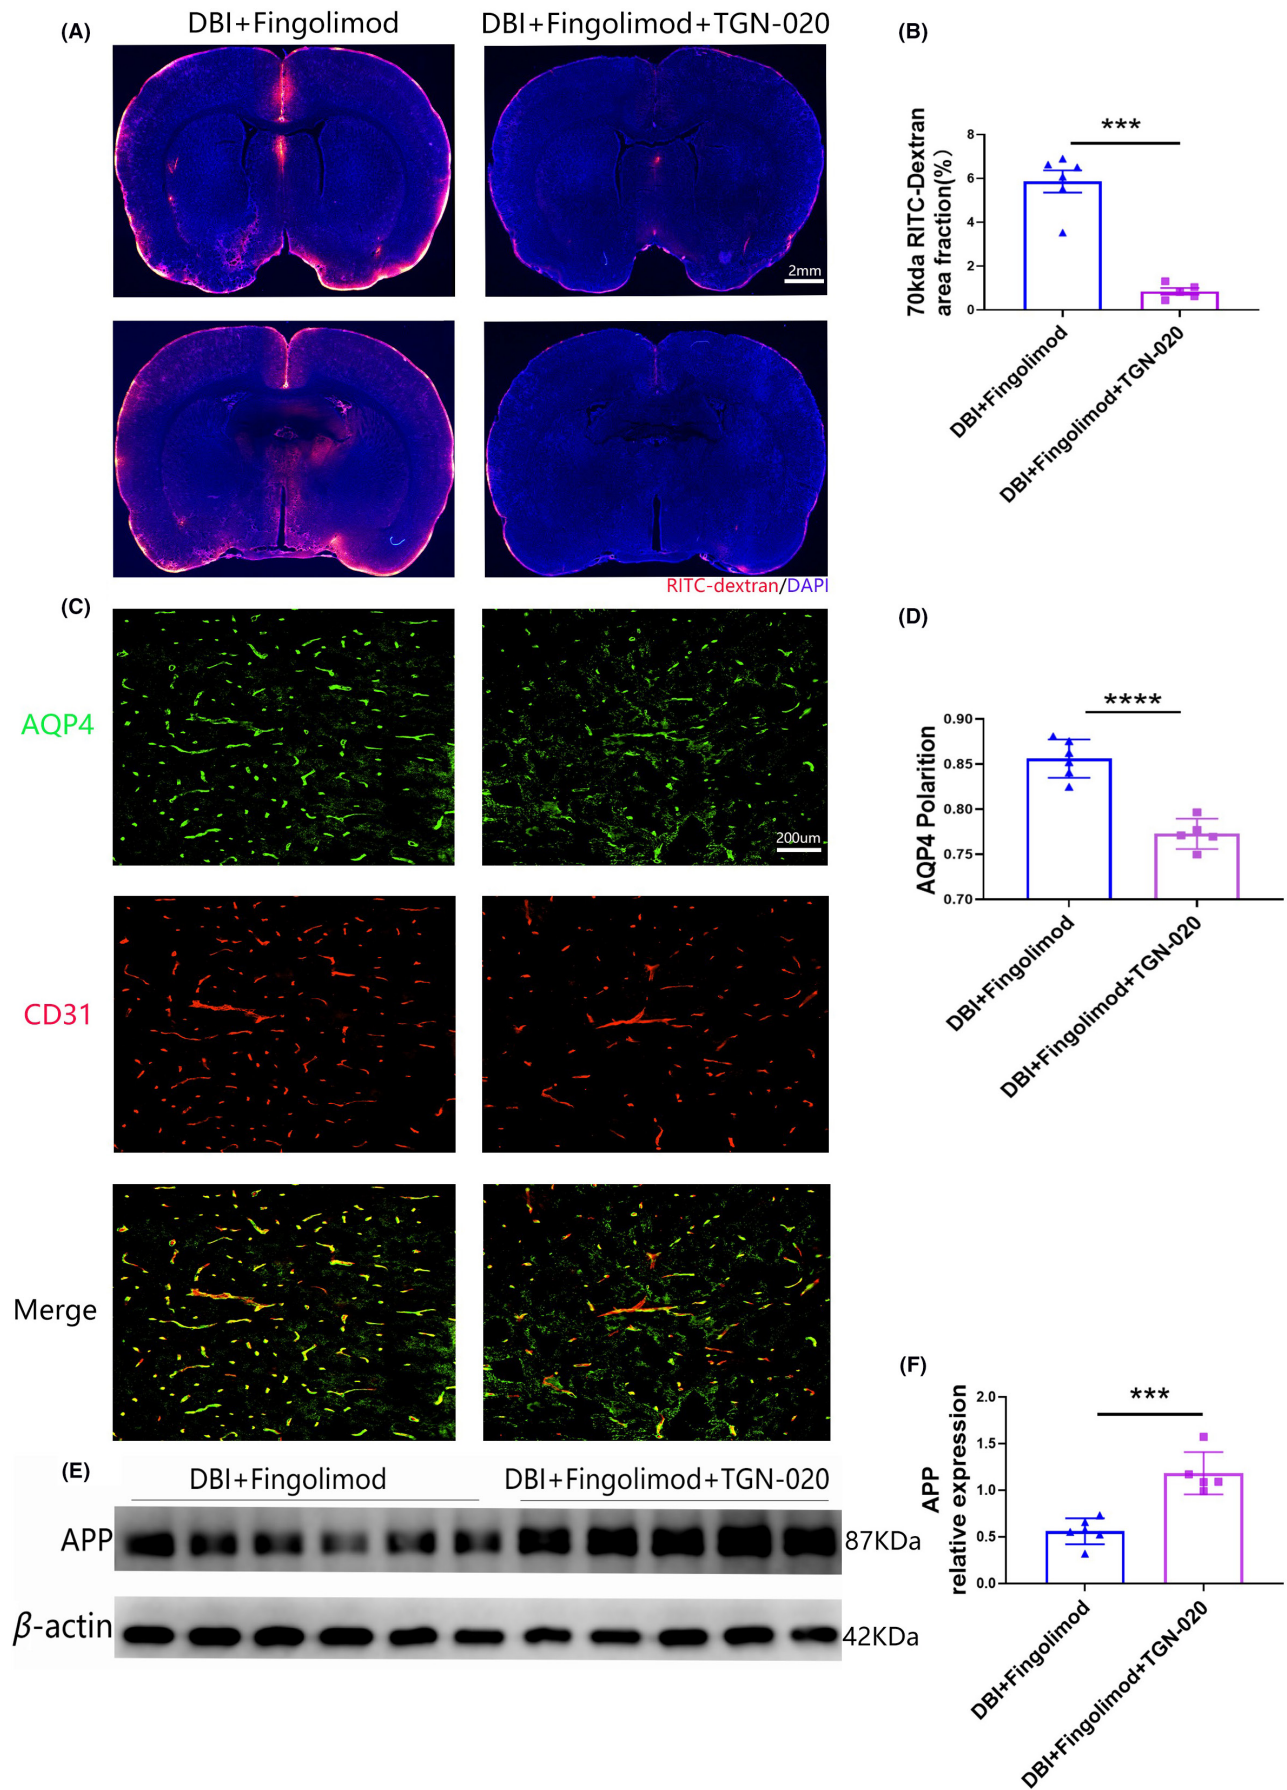 (A)
DBI+Fingolimod
DBI+Fingolimod+TGN-020
2mm
RITC-dextran/DAPI
(B)
70kda RITC-Dextran
area fraction(%)
8
6
4
2
0
***
DBI+Fingolimod
DBI+Fingolimod+TGN-020
(C)
AQP4
200um
CD31
Merge
(D)
AQP4 Polarition
0.90
0.85
0.80
0.75
0.70
****
DBI+Fingolimod
DBI+Fingolimod+TGN-020
(E)
DBI+Fingolimod
DBI+Fingolimod+TGN-020
APP
87KDa
β-actin
42KDa
(F)
APP
relative expression
2.0
1.5
1.0
0.5
0.0
***
DBI+Fingolimod
DBI+Fingolimod+TGN-020